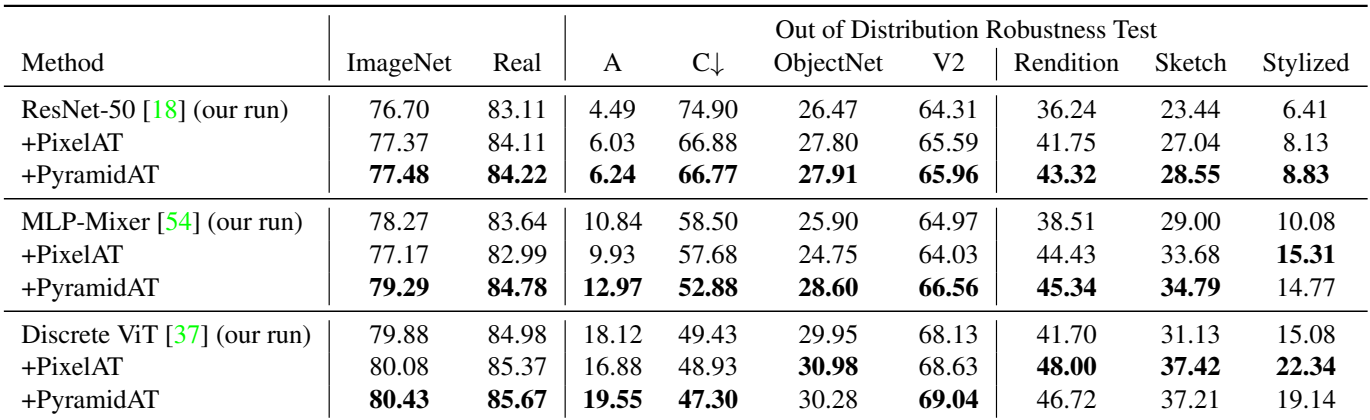 Out of Distribution Robustness Test
Method ImageNet Real A C↓ ObjectNet V2 Rendition Sketch Stylized
ResNet-50 [18] (our run) 76.70 83.11 4.49 74.90 26.47 64.31 36.24 23.44 6.41
+PixelAT 77.37 84.11 6.03 66.88 27.80 65.59 41.75 27.04 8.13
+PyramidAT 77.48 84.22 6.24 66.77 27.91 65.96 43.32 28.55 8.83
MLP-Mixer [54] (our run) 78.27 83.64 10.84 58.50 25.90 64.97 38.51 29.00 10.08
+PixelAT 77.17 82.99 9.93 57.68 24.75 64.03 44.43 33.68 15.31
+PyramidAT 79.29 84.78 12.97 52.88 28.60 66.56 45.34 34.79 14.77
Discrete ViT [37] (our run) 79.88 84.98 18.12 49.43 29.95 68.13 41.70 31.13 15.08
+PixelAT 80.08 85.37 16.88 48.93 30.98 68.63 48.00 37.42 22.34
+PyramidAT 80.43 85.67 19.55 47.30 30.28 69.04 46.72 37.21 19.14